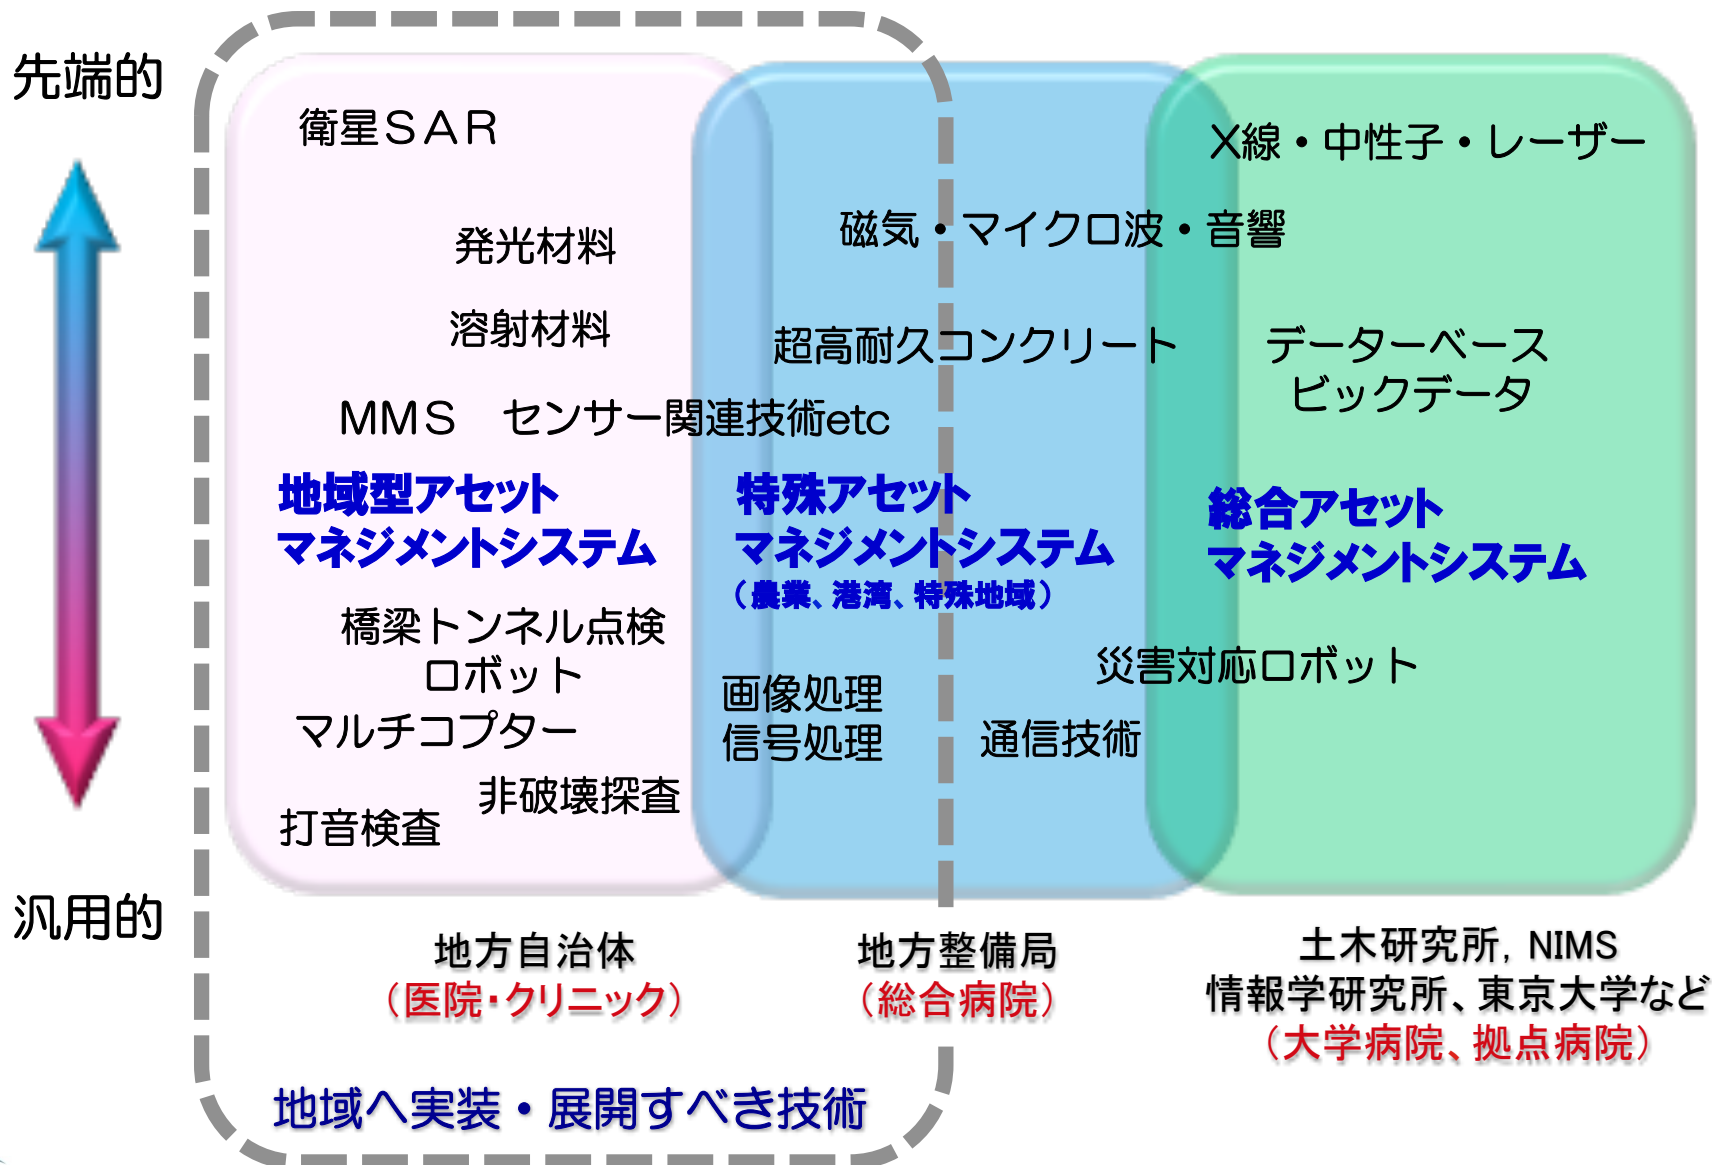 先端的
衛星ＳＡＲ
X線・中性子・レーザー
磁気・マイクロ波・音響
発光材料
溶射材料
超高耐久コンクリート
データーベース
ビックデータ
ＭＭＳ　センサー関連技術etc
地域型アセット
マネジメントシステム
特殊アセット
マネジメントシステム
（農業、港湾、特殊地域）
総合アセット
マネジメントシステム
橋梁トンネル点検
ロボット
マルチコプター
非破壊探査
打音検査
画像処理
信号処理
災害対応ロボット
通信技術
汎用的
地方自治体
（医院・クリニック）
地方整備局
（総合病院）
土木研究所，NIMS
情報学研究所、東京大学など
（大学病院、拠点病院）
地域へ実装・展開すべき技術